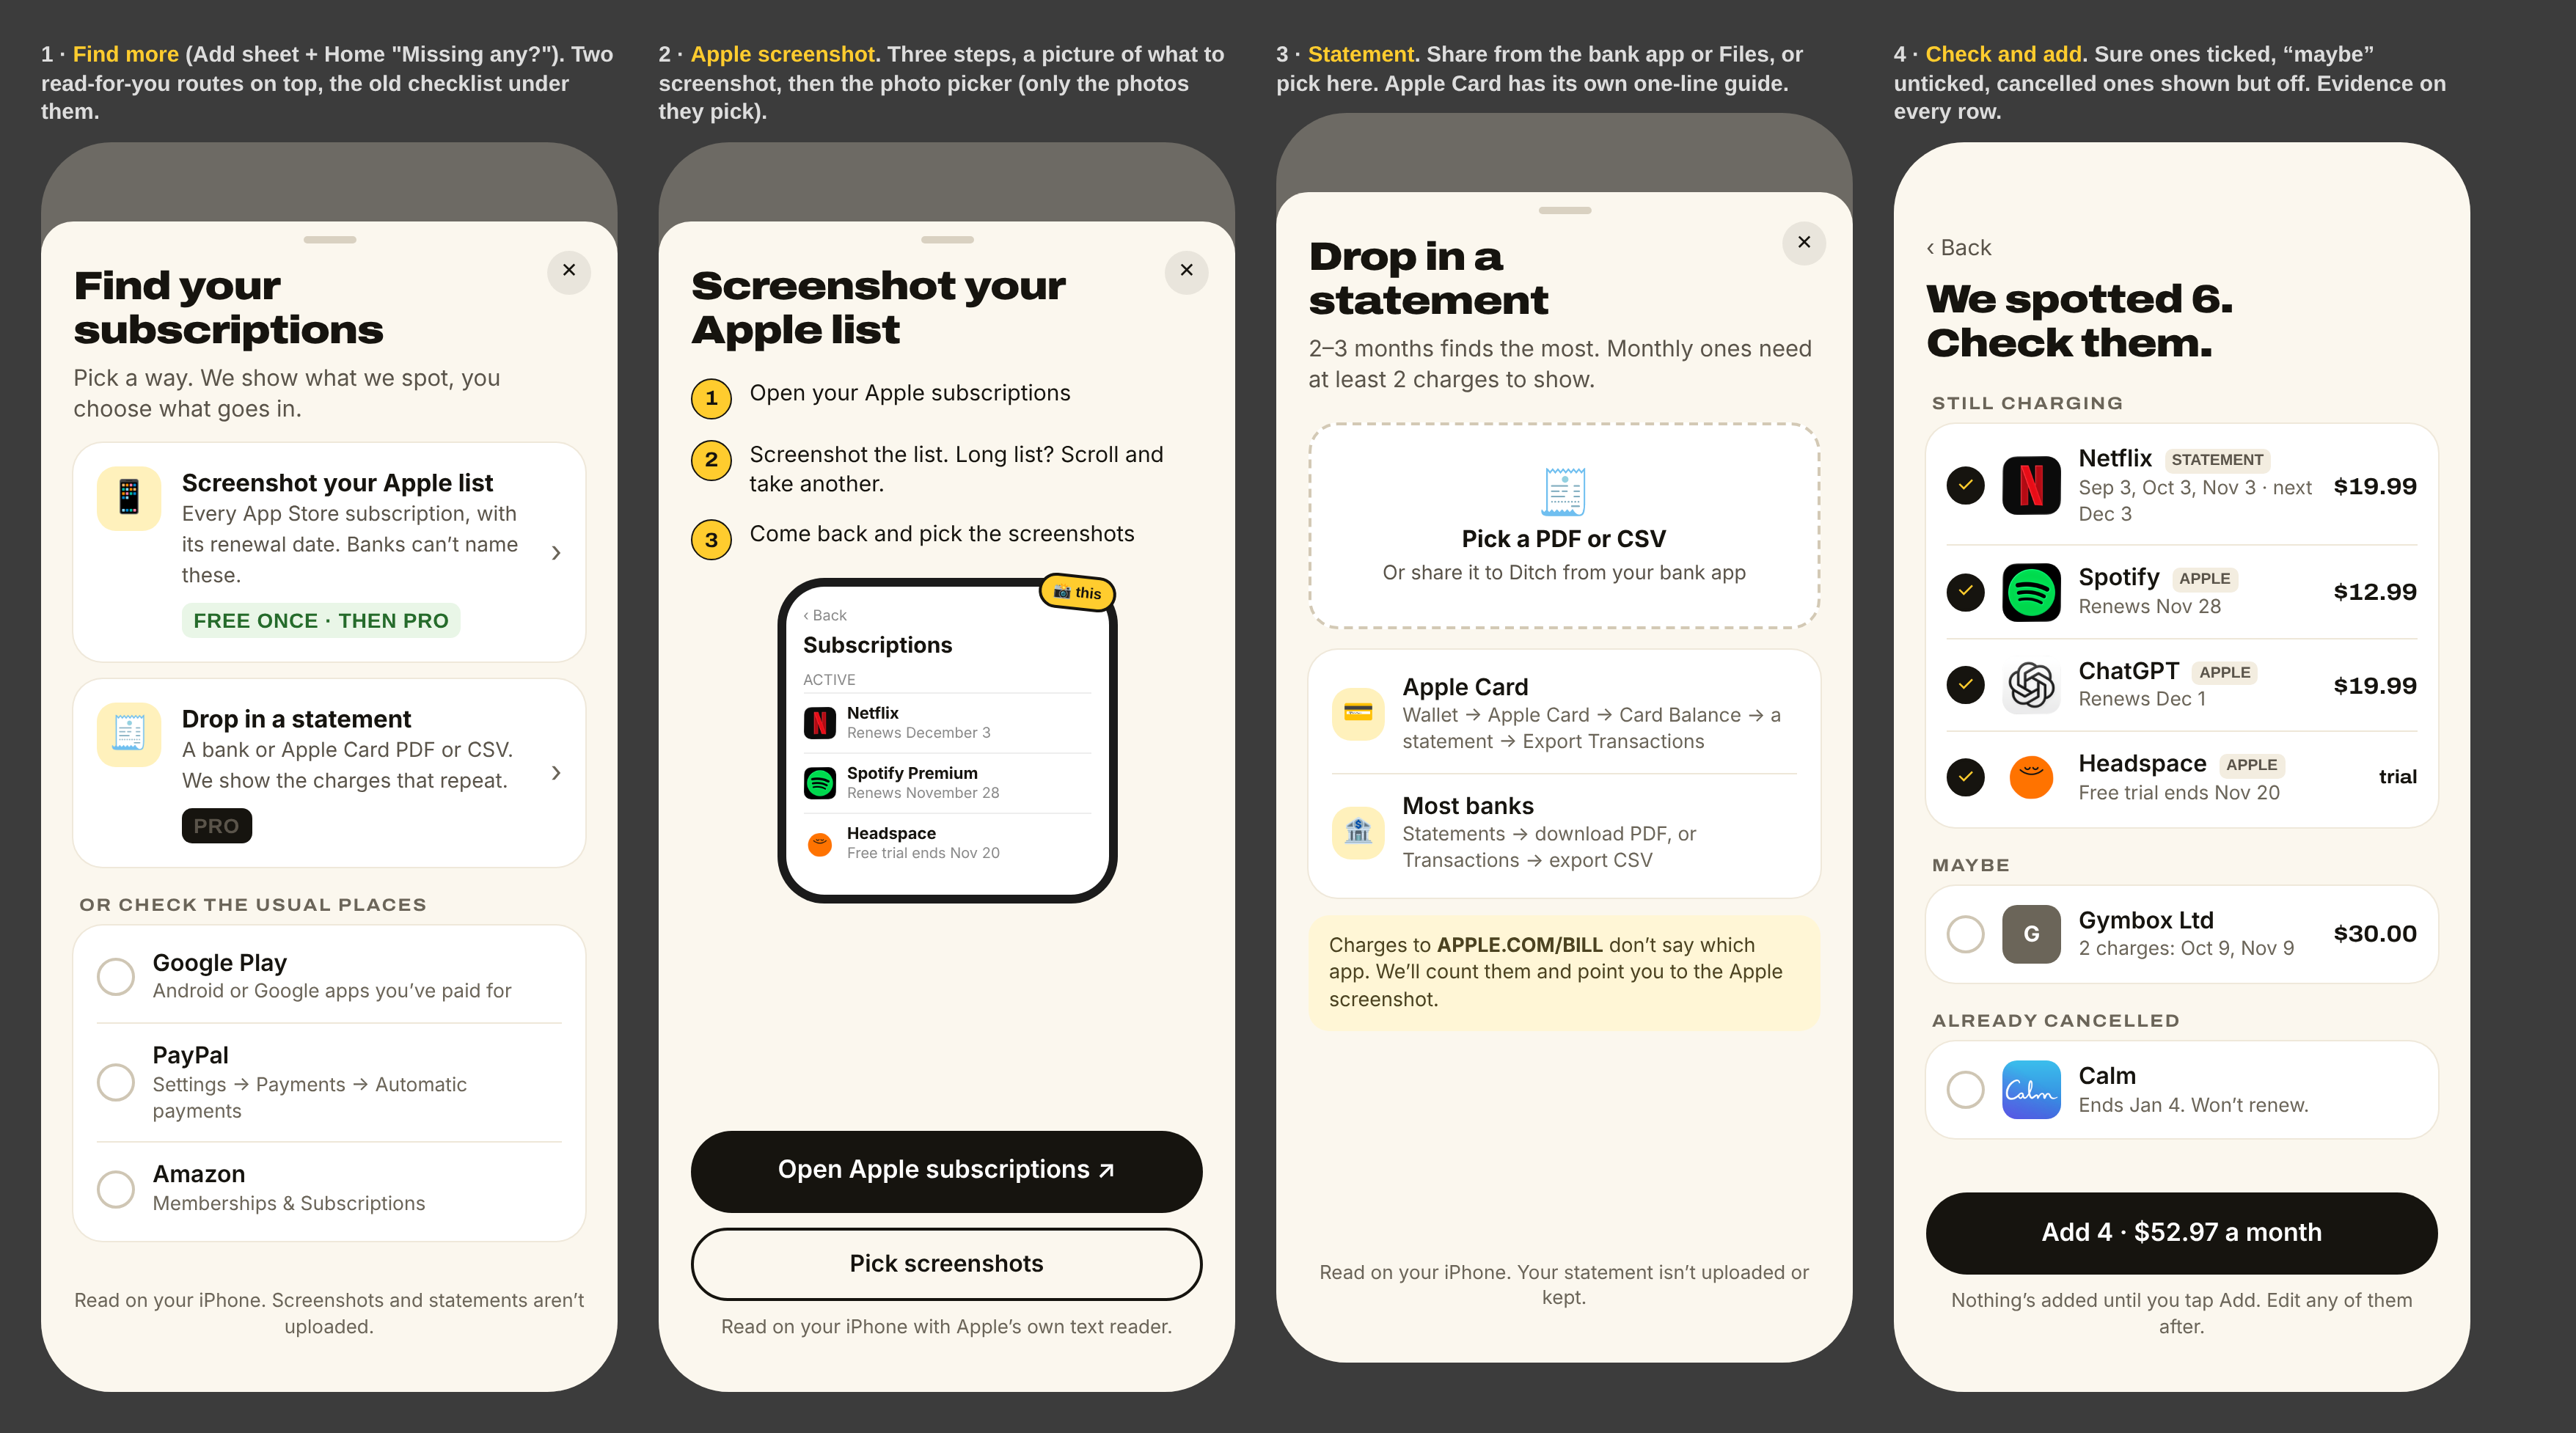 1 · Find more (Add sheet + Home "Missing any?"). Two
read-for-you routes on top, the old checklist under
them.
Find your
subscriptions
✕
Pick a way. We show what we spot, you
choose what goes in.
Screenshot your Apple list
Every App Store subscription, with
its renewal date. Banks can’t name
these.
FREE ONCE · THEN PRO
›
Drop in a statement
A bank or Apple Card PDF or CSV.
We show the charges that repeat.
PRO
›
OR CHECK THE USUAL PLACES
Google Play
Android or Google apps you’ve paid for
PayPal
Settings → Payments → Automatic
payments
Amazon
Memberships & Subscriptions
Read on your iPhone. Screenshots and statements aren’t
uploaded.
2 · Apple screenshot. Three steps, a picture of what to
screenshot, then the photo picker (only the photos
they pick).
Screenshot your
Apple list
✕
1 Open your Apple subscriptions
2 Screenshot the list. Long list? Scroll and
take another.
3 Come back and pick the screenshots
📸 this
‹ Back
Subscriptions
ACTIVE
N
Netflix
Renews December 3
Spotify Premium
Renews November 28
Headspace
Free trial ends Nov 20
Open Apple subscriptions ↗
Pick screenshots
Read on your iPhone with Apple’s own text reader.
3 · Statement. Share from the bank app or Files, or
pick here. Apple Card has its own one-line guide.
Drop in a
statement
✕
2–3 months finds the most. Monthly ones need
at least 2 charges to show.
Pick a PDF or CSV
Or share it to Ditch from your bank app
Apple Card
Wallet → Apple Card → Card Balance → a
statement → Export Transactions
Most banks
Statements → download PDF, or
Transactions → export CSV
Charges to APPLE.COM/BILL don’t say which
app. We’ll count them and point you to the Apple
screenshot.
Read on your iPhone. Your statement isn’t uploaded or
kept.
4 · Check and add. Sure ones ticked, “maybe”
unticked, cancelled ones shown but off. Evidence on
every row.
‹ Back
We spotted 6.
Check them.
STILL CHARGING
N
Netflix STATEMENT
Sep 3, Oct 3, Nov 3 · next
Dec 3
$19.99
Spotify APPLE
Renews Nov 28
$12.99
ChatGPT APPLE
Renews Dec 1
$19.99
Headspace APPLE
Free trial ends Nov 20
trial
MAYBE
G
Gymbox Ltd
2 charges: Oct 9, Nov 9
$30.00
ALREADY CANCELLED
Calm
Calm
Ends Jan 4. Won’t renew.
Add 4 · $52.97 a month
Nothing’s added until you tap Add. Edit any of them
after.